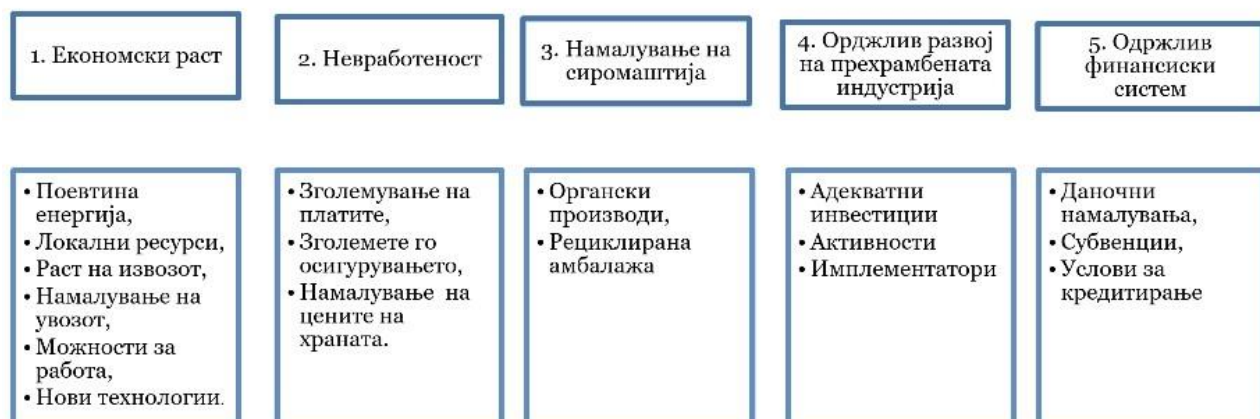 1. Економски раст
2. Невработеност
3. Намалување на
сиромаштија
4. Орджлив развој
на прехрамбената
индустрија
5. Одржлив
финансиски
систем
• Поевтина
енергија,
• Локални ресурси,
• Раст на извозот,
• Намалување на
увозот,
• Можности за
работа,
• Нови технологии.
• Зголемување на
платите,
• Зголемете го
осигурувањето,
• Намалување на
цените на
храната.
• Органски
производи,
• Рециклирана
амбалажа
• Адекватни
инвестиции
• Активности
• Имплементатори
• Даночни
намалувања,
• Субвенции,
• Услови за
кредитирање